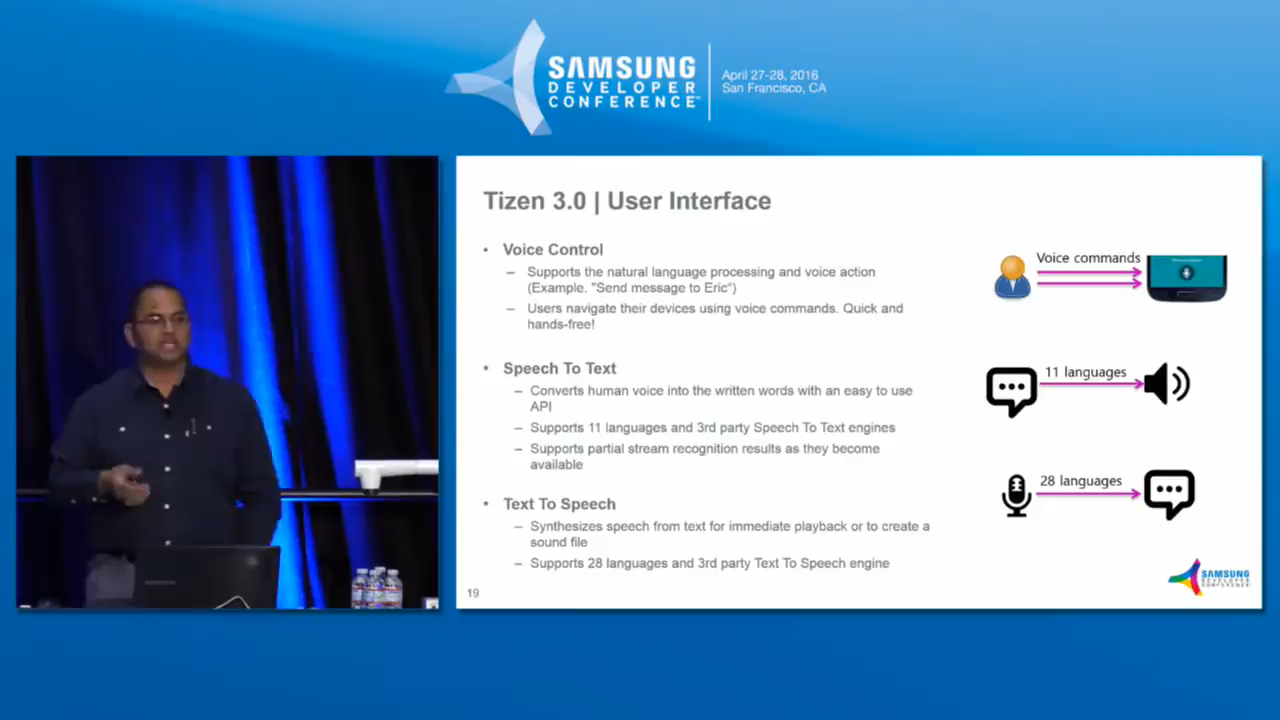 SAMSUNG
DEVELOPER
CONFERENCE™
April 27-28, 2016
San Francisco, CA
Tizen 3.0 | User Interface
• Voice Control
– Supports the natural language processing and voice action
(Example. "Send message to Eric")
– Users navigate their devices using voice commands. Quick and
hands-free!
• Speech To Text
– Converts human voice into the written words with an easy to use
API
– Supports 11 languages and 3rd party Speech To Text engines
– Supports partial stream recognition results as they become
available
• Text To Speech
– Synthesizes speech from text for immediate playback or to create a
sound file
– Supports 28 languages and 3rd party Text To Speech engine
Voice commands
11 languages
28 languages
19
SAMSUNG
DEVELOPER
CONFERENCE